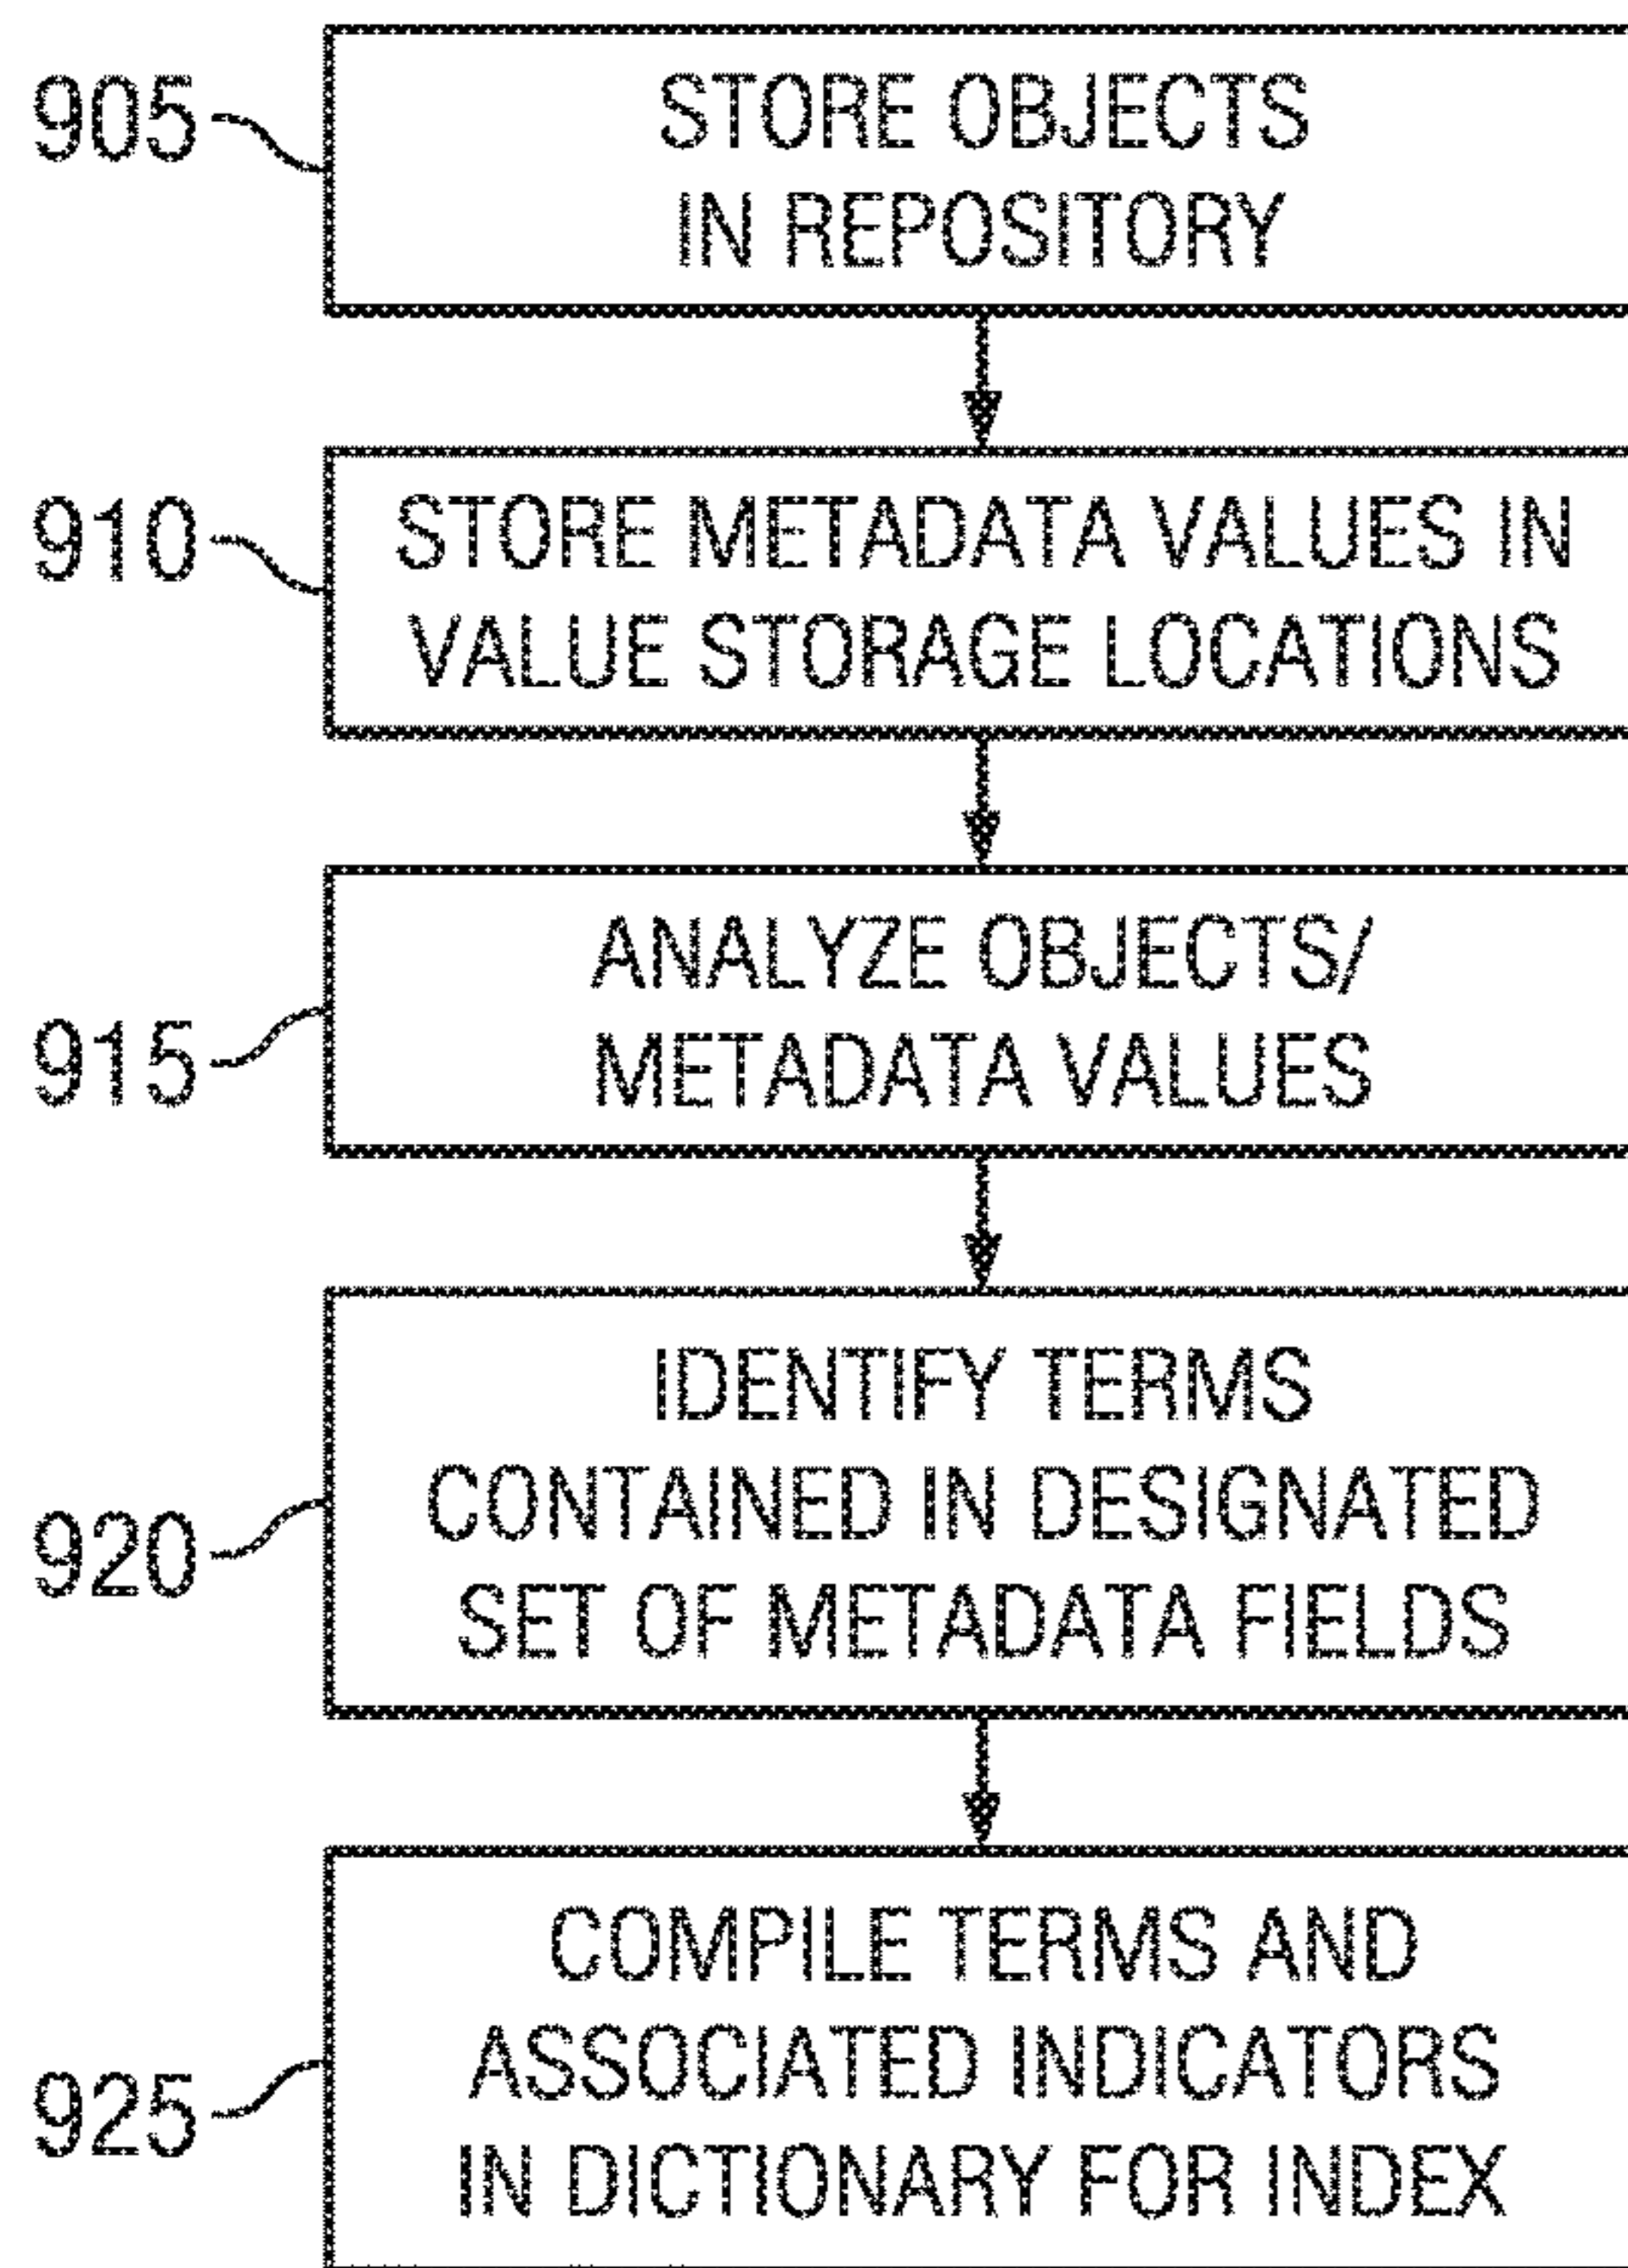 905
STORE OBJECTS
IN REPOSITORY
910
STORE METADATA VALUES IN
VALUE STORAGE LOCATIONS
915
ANALYZE OBJECTS/
METADATA VALUES
920
IDENTIFY TERMS
CONTAINED IN DESIGNATED
SET OF METADATA FIELDS
925
COMPILE TERMS AND
ASSOCIATED INDICATORS
IN DICTIONARY FOR INDEX